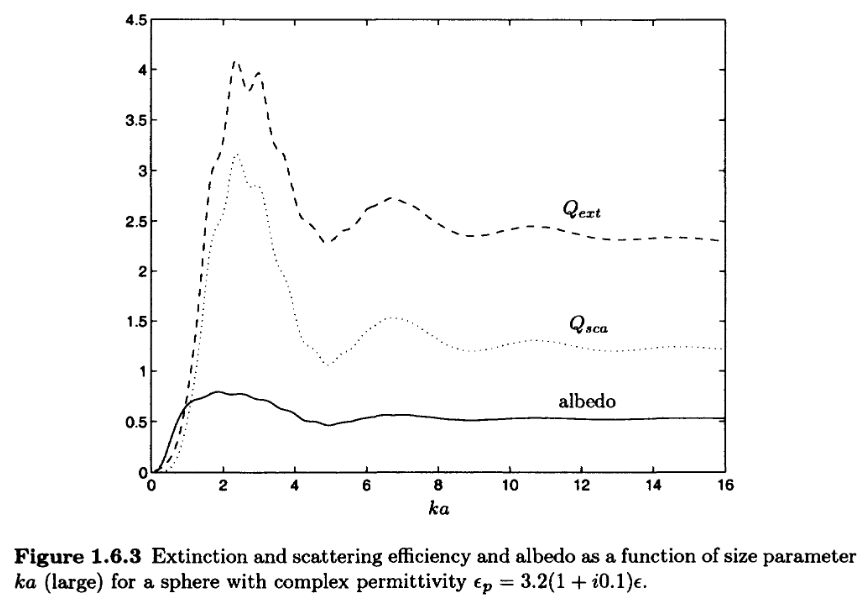 4.5
4
3.5
3
2.5
2
1.5
1
0.5
0
Q_ext
Q_sca
albedo
0 2 4 6 8 10 12 14 16
ka
Figure 1.6.3 Extinction and scattering efficiency and albedo as a function of size parameter
ka (large) for a sphere with complex permittivity ϵ_p = 3.2(1 + i0.1)ϵ.